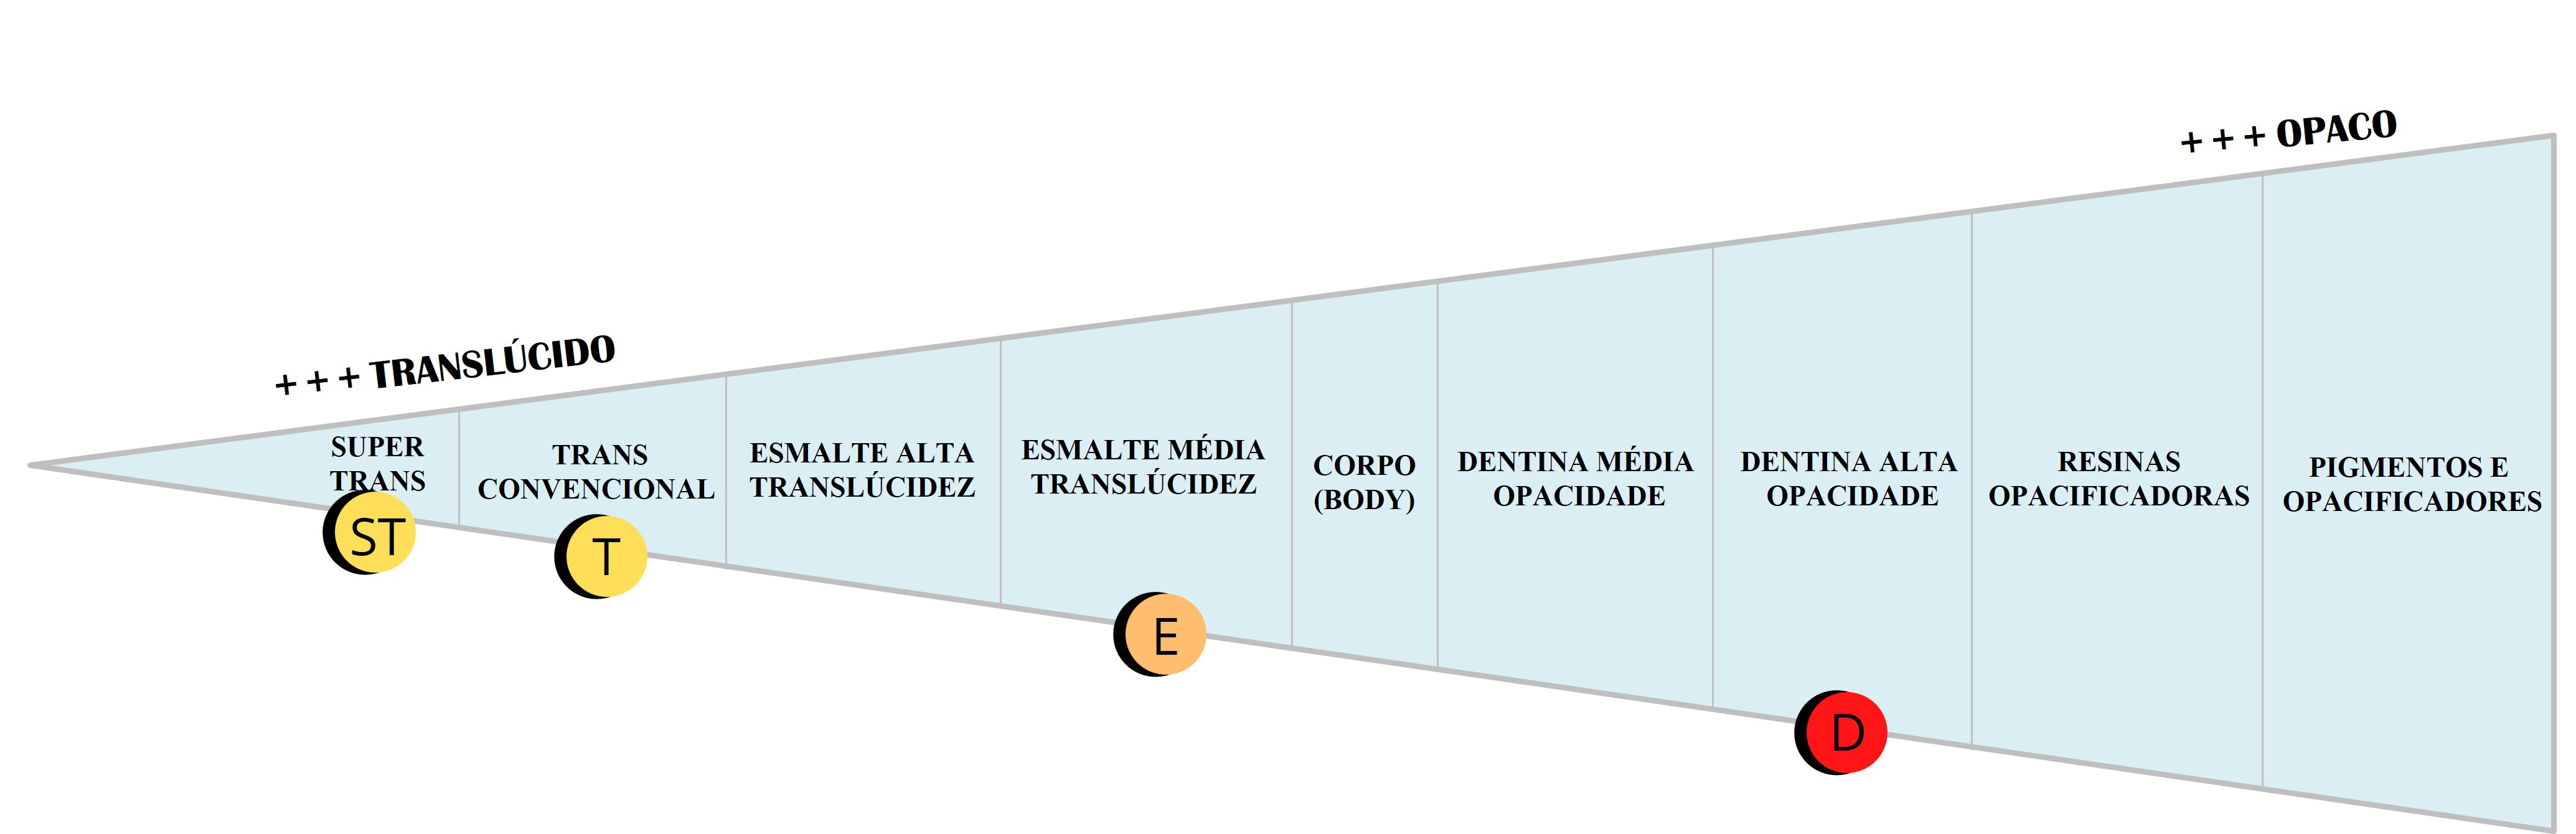 + + + OPACO
+ + + TRANSLÚCIDO
SUPER
TRANS
ST
TRANS
CONVENCIONAL
T
ESMALTE ALTA
TRANSLÚCIDEZ
ESMALTE MÉDIA
TRANSLÚCIDEZ
E
CORPO
(BODY)
DENTINA MÉDIA
OPACIDADE
DENTINA ALTA
OPACIDADE
D
RESINAS
OPACIFICADORAS
PIGMENTOS E
OPACIFICADORES